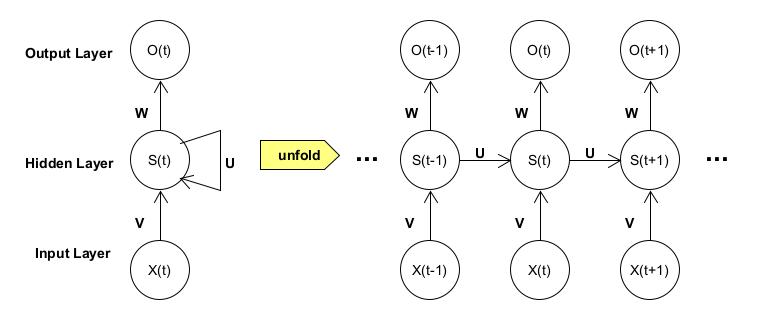 Output Layer O(t) O(t-1) O(t) O(t+1)
W W W W
Hidden Layer S(t) U unfold ... S(t-1) U S(t) U S(t+1) ...
V V V V
Input Layer X(t) X(t-1) X(t) X(t+1)